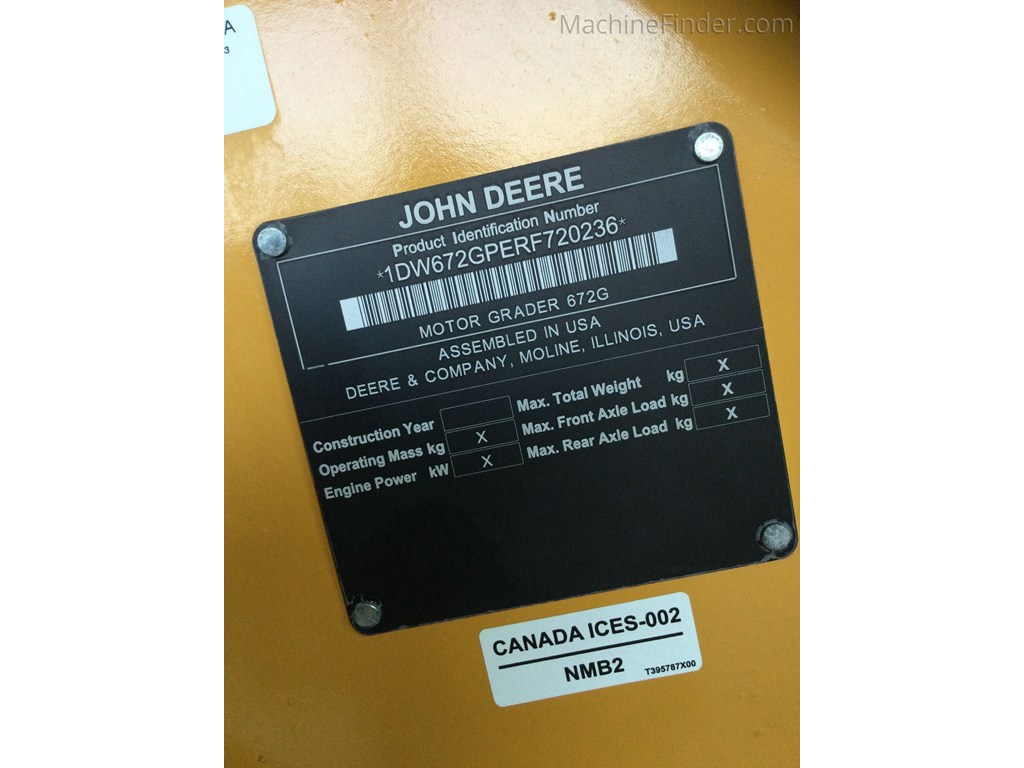 MachineFinder.com
A
JOHN DEERE
Product Identification Number
*1DW672GPERF720236*
MOTOR GRADER 672G
ASSEMBLED IN USA
DEERE & COMPANY, MOLINE, ILLINOIS, USA
Construction Year
Operating Mass kg X
Engine Power kW X
Max. Total Weight kg X
Max. Front Axle Load kg X
Max. Rear Axle Load kg X
CANADA ICES-002
NMB2 T395787X00